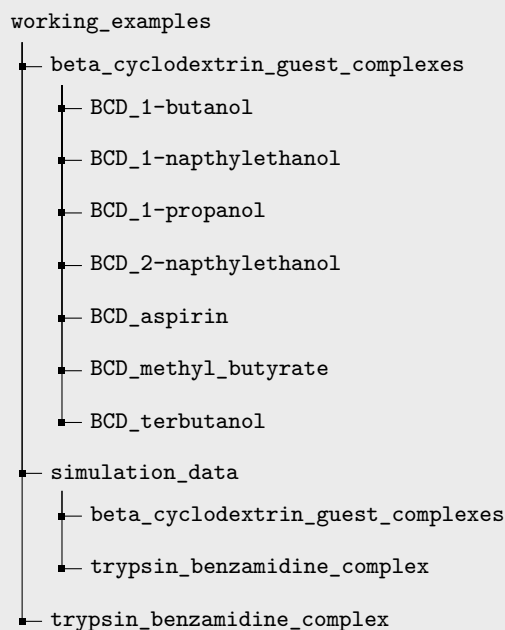 working_examples
beta_cyclodextrin_guest_complexes
BCD_1-butanol
BCD_1-napthylethanol
BCD_1-propanol
BCD_2-napthylethanol
BCD_aspirin
BCD_methyl_butyrate
BCD_terbutanol
simulation_data
beta_cyclodextrin_guest_complexes
trypsin_benzamidine_complex
trypsin_benzamidine_complex